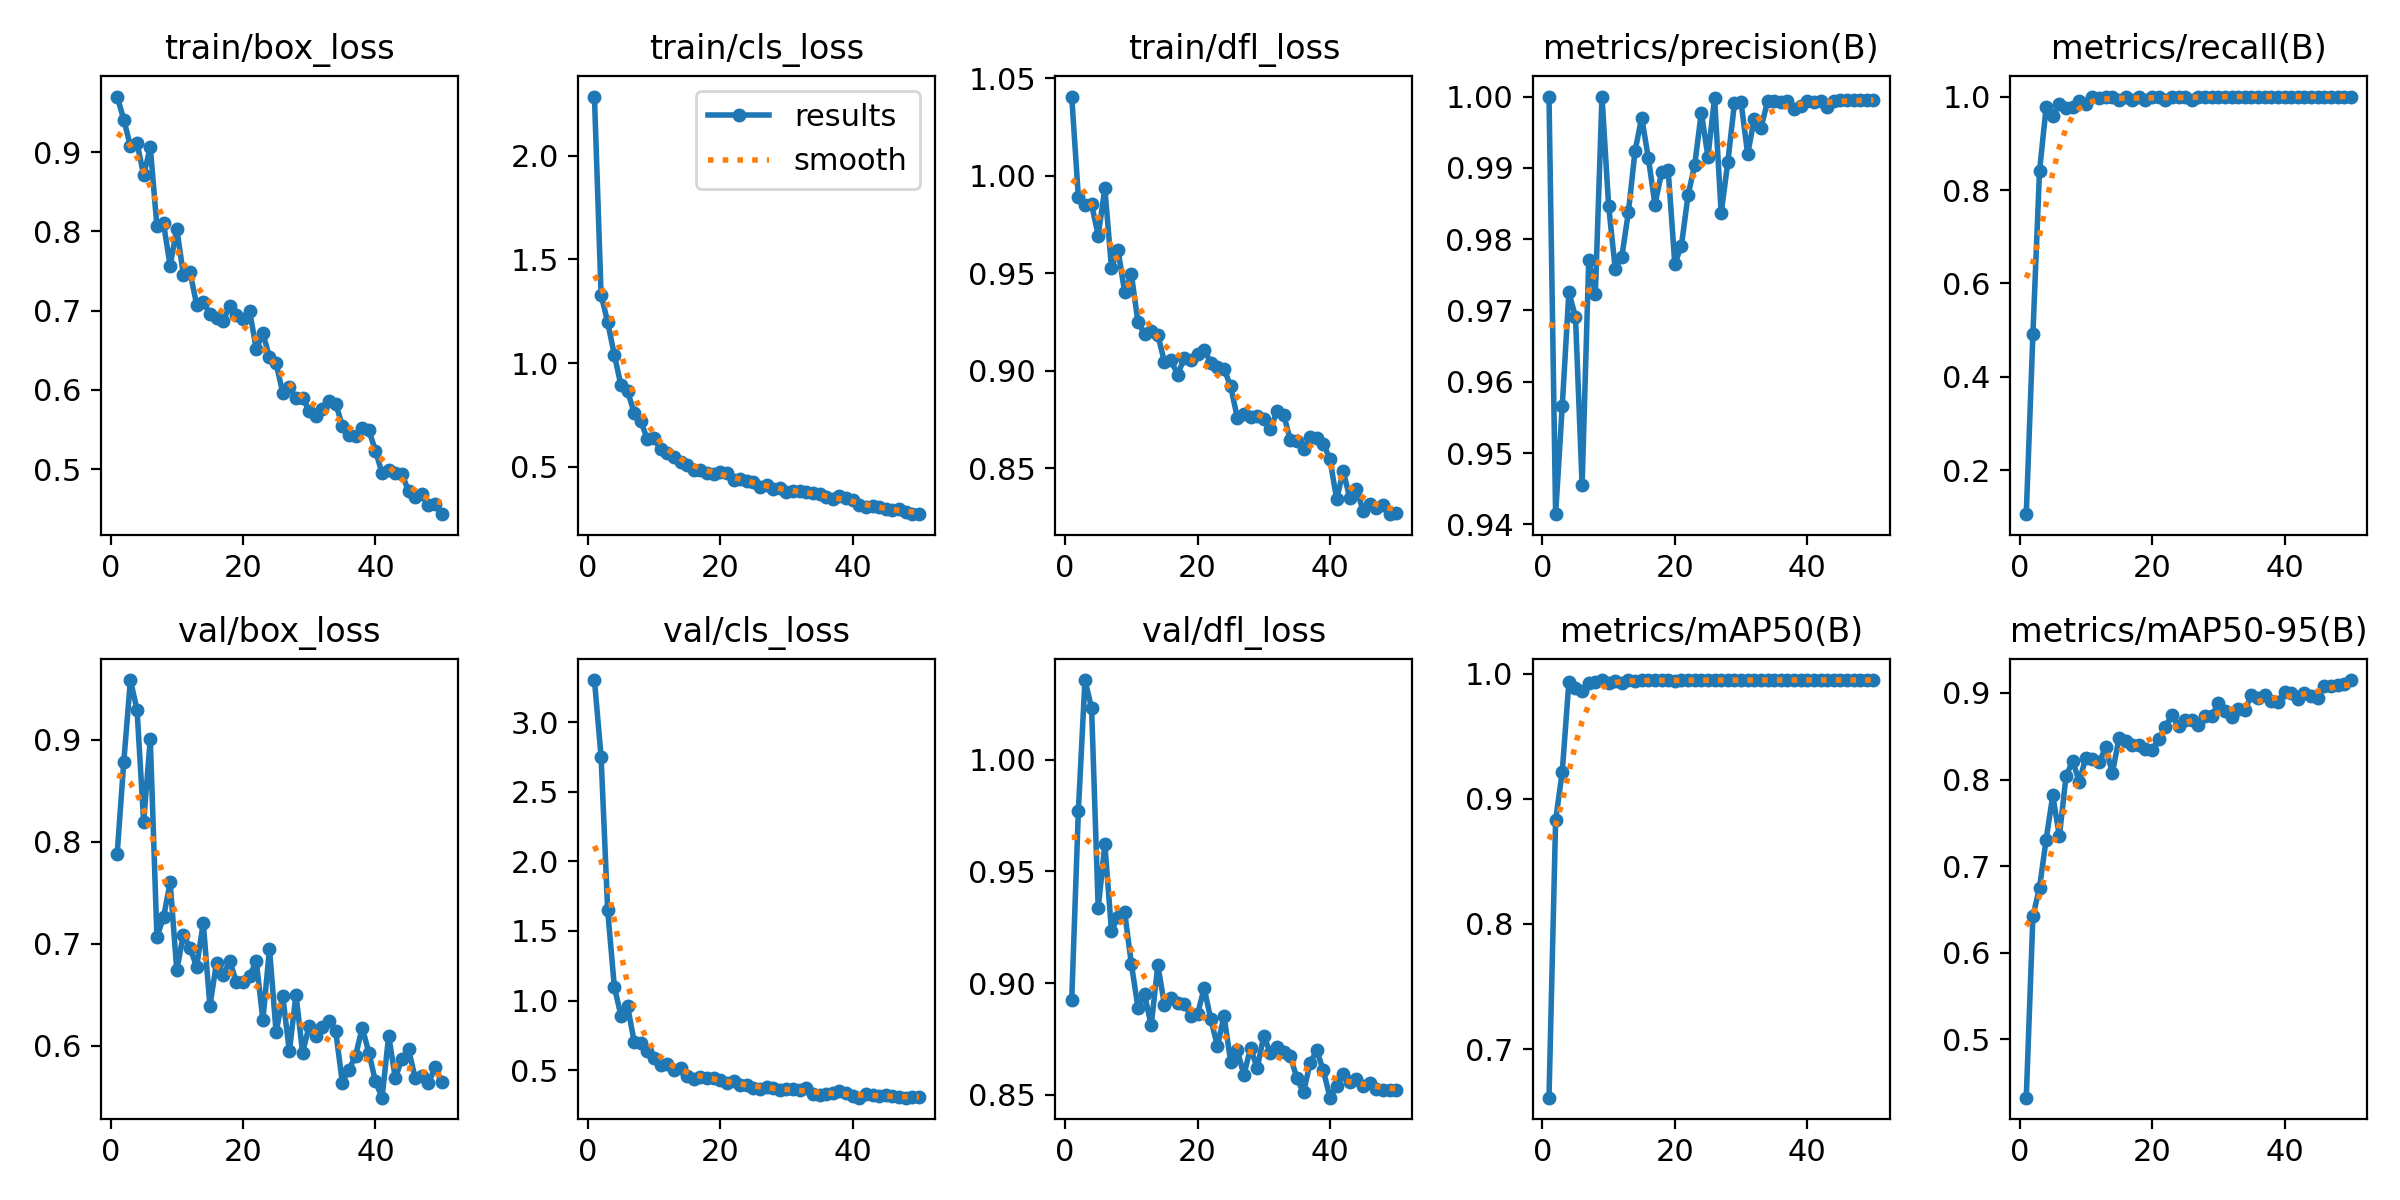 train/box_loss
0.9
0.8
0.7
0.6
0.5
0 20 40
train/cls_loss
results
smooth
2.0
1.5
1.0
0.5
0 20 40
train/dfl_loss
1.05
1.00
0.95
0.90
0.85
0 20 40
metrics/precision(B)
1.00
0.99
0.98
0.97
0.96
0.95
0.94
0 20 40
metrics/recall(B)
1.0
0.8
0.6
0.4
0.2
0 20 40
val/box_loss
0.9
0.8
0.7
0.6
0 20 40
val/cls_loss
3.0
2.5
2.0
1.5
1.0
0.5
0 20 40
val/dfl_loss
1.00
0.95
0.90
0.85
0 20 40
metrics/mAP50(B)
1.0
0.9
0.8
0.7
0 20 40
metrics/mAP50-95(B)
0.9
0.8
0.7
0.6
0.5
0 20 40